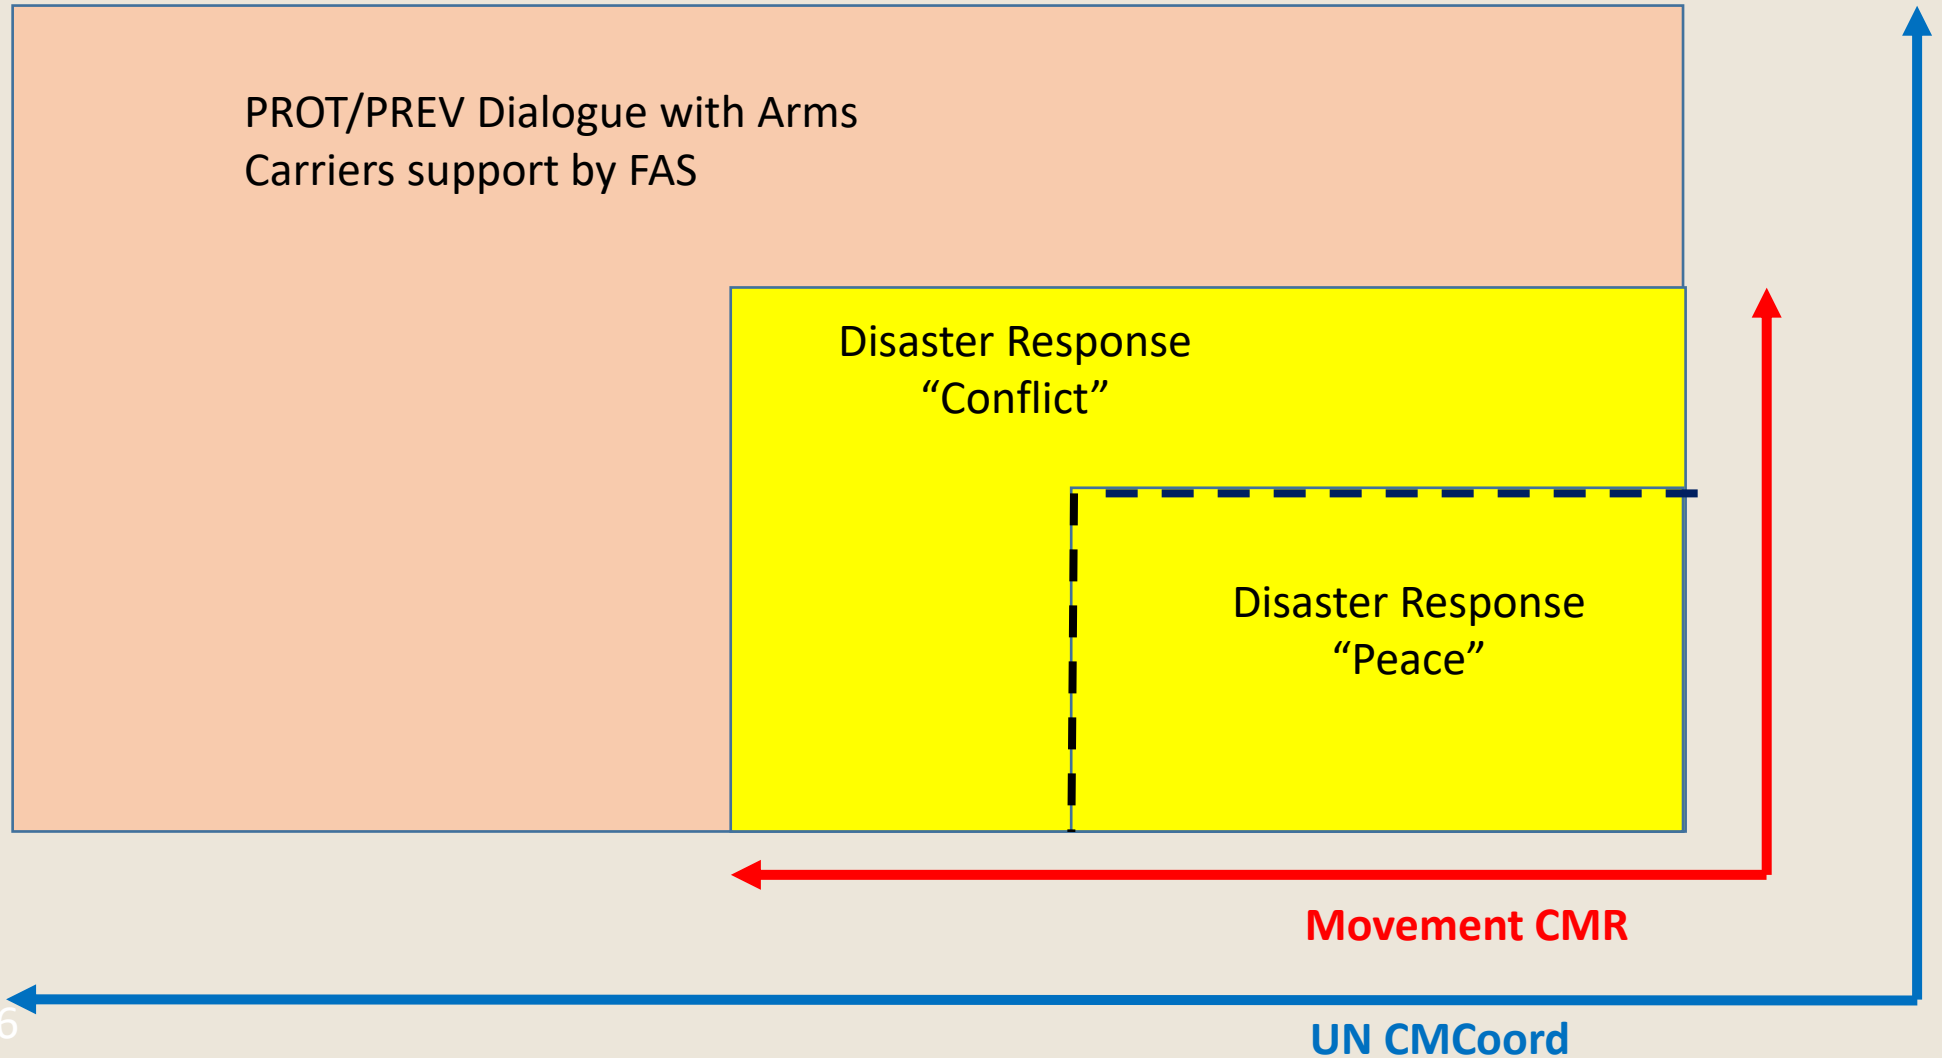 PROT/PREV Dialogue with Arms
Carriers support by FAS
Disaster Response
“Conflict”
Disaster Response
“Peace”
Movement CMR
UN CMCoord
6